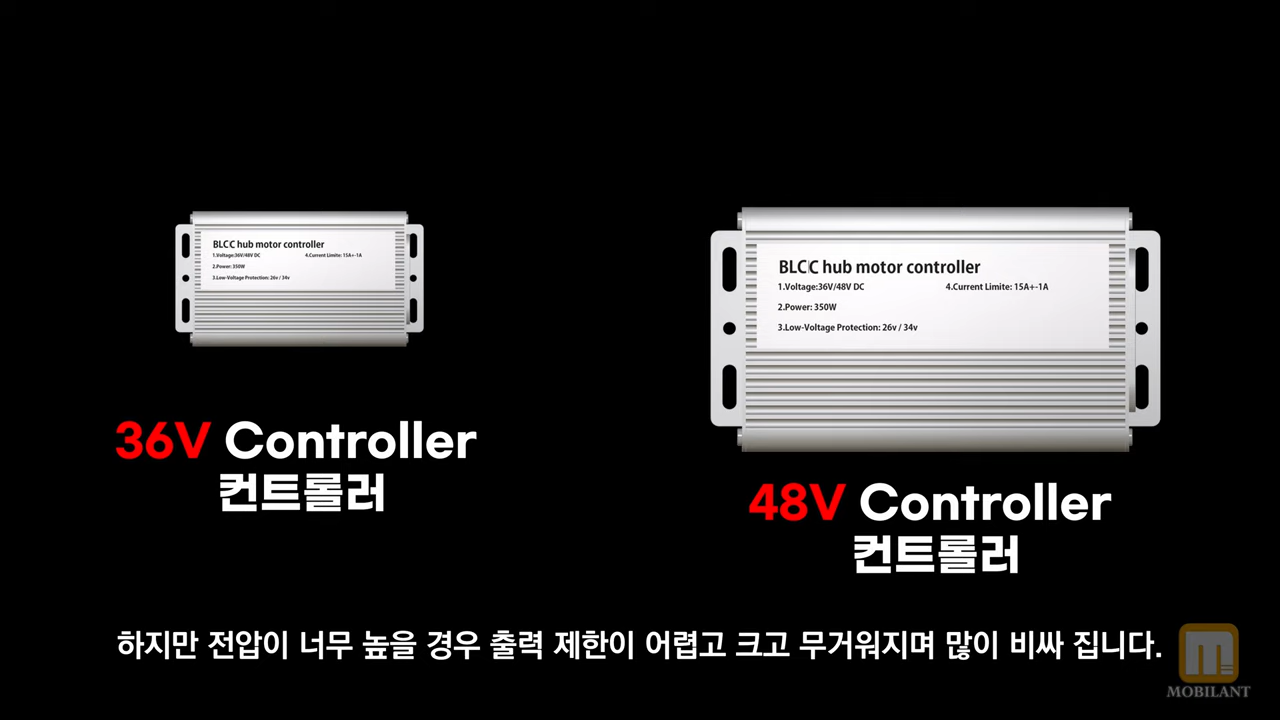 BLCC hub motor controller
1.Voltage:36V/48V DC 4.Current Limite: 15A+-1A
2.Power: 350W
3.Low-Voltage Protection: 26v / 34v
36V Controller
컨트롤러
BLCC hub motor controller
1.Voltage:36V/48V DC 4.Current Limite: 15A+-1A
2.Power: 350W
3.Low-Voltage Protection: 26v / 34v
48V Controller
컨트롤러
하지만 전압이 너무 높을 경우 출력 제한이 어렵고 크고 무거워지며 많이 비싸 집니다.
MOBILANT